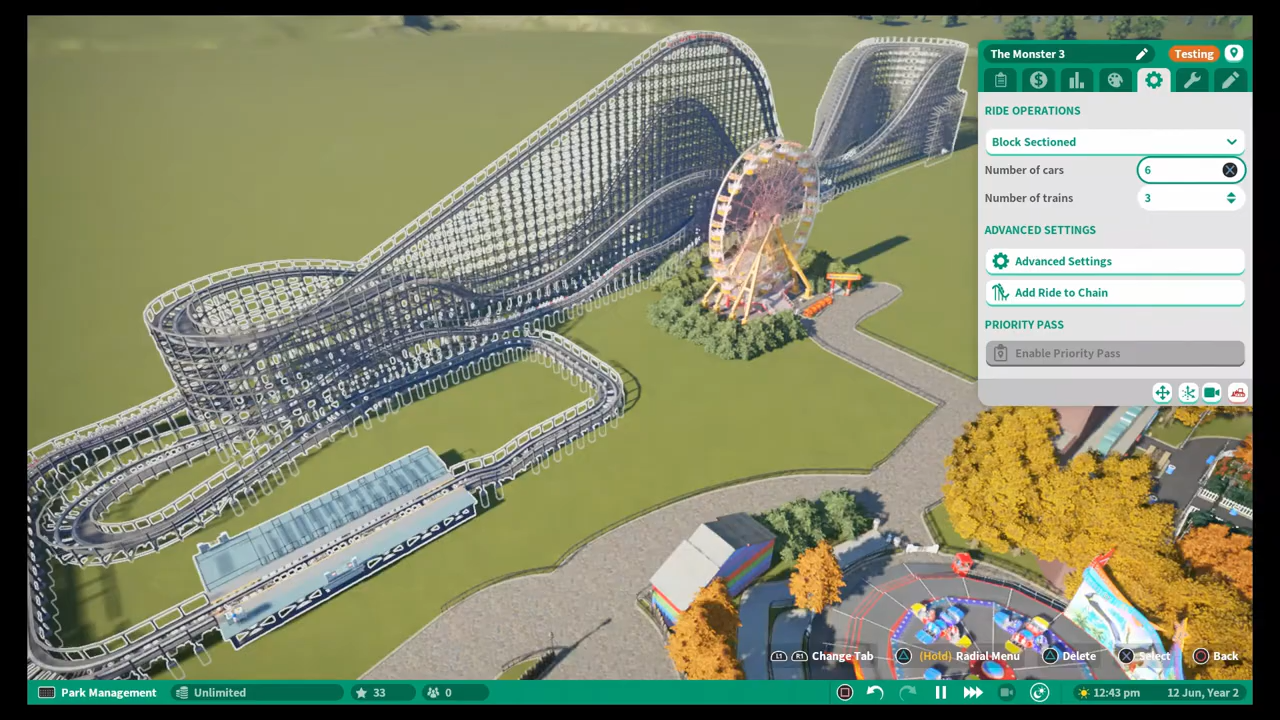 The Monster 3
Testing
RIDE OPERATIONS
Block Sectioned
Number of cars 6
Number of trains 3
ADVANCED SETTINGS
Advanced Settings
Add Ride to Chain
PRIORITY PASS
Enable Priority Pass
L1 R1 Change Tab (Hold) Radial Menu Delete Select Back
Park Management Unlimited 33 0 12:43 pm 12 Jun, Year 2